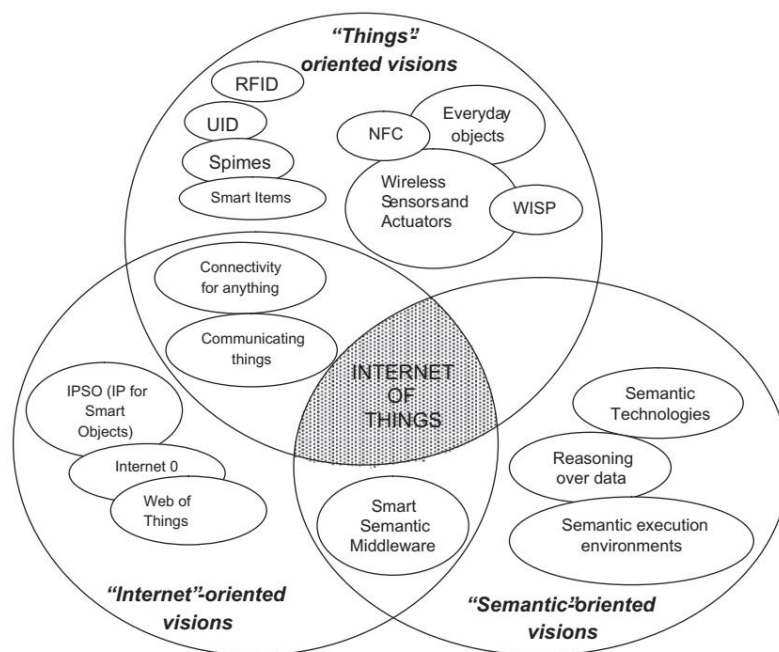 “Things”-
oriented visions
RFID
UID
Spimes
Smart Items
NFC
Everyday
objects
Wireless
Sensors and
Actuators
WISP
Connectivity
for anything
Communicating
things
INTERNET
OF
THINGS
IPSO (IP for
Smart
Objects)
Internet 0
Web of
Things
Semantic
Technologies
Reasoning
over data
Semantic execution
environments
Smart
Semantic
Middleware
“Internet”-oriented
visions
“Semantic”-oriented
visions